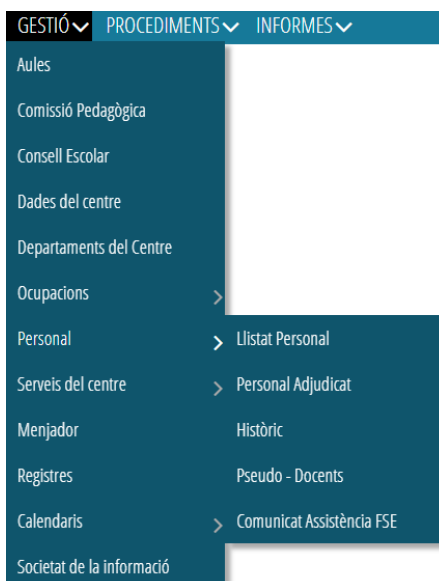 GESTIÓ PROCEDIMENTS INFORMES
Aules
Comissió Pedagògica
Consell Escolar
Dades del centre
Departaments del Centre
Ocupacions
Personal
Llistat Personal
Serveis del centre
Personal Adjudicat
Menjador
Històric
Registres
Pseudo - Docents
Calendaris
Comunicat Assistència FSE
Societat de la informació